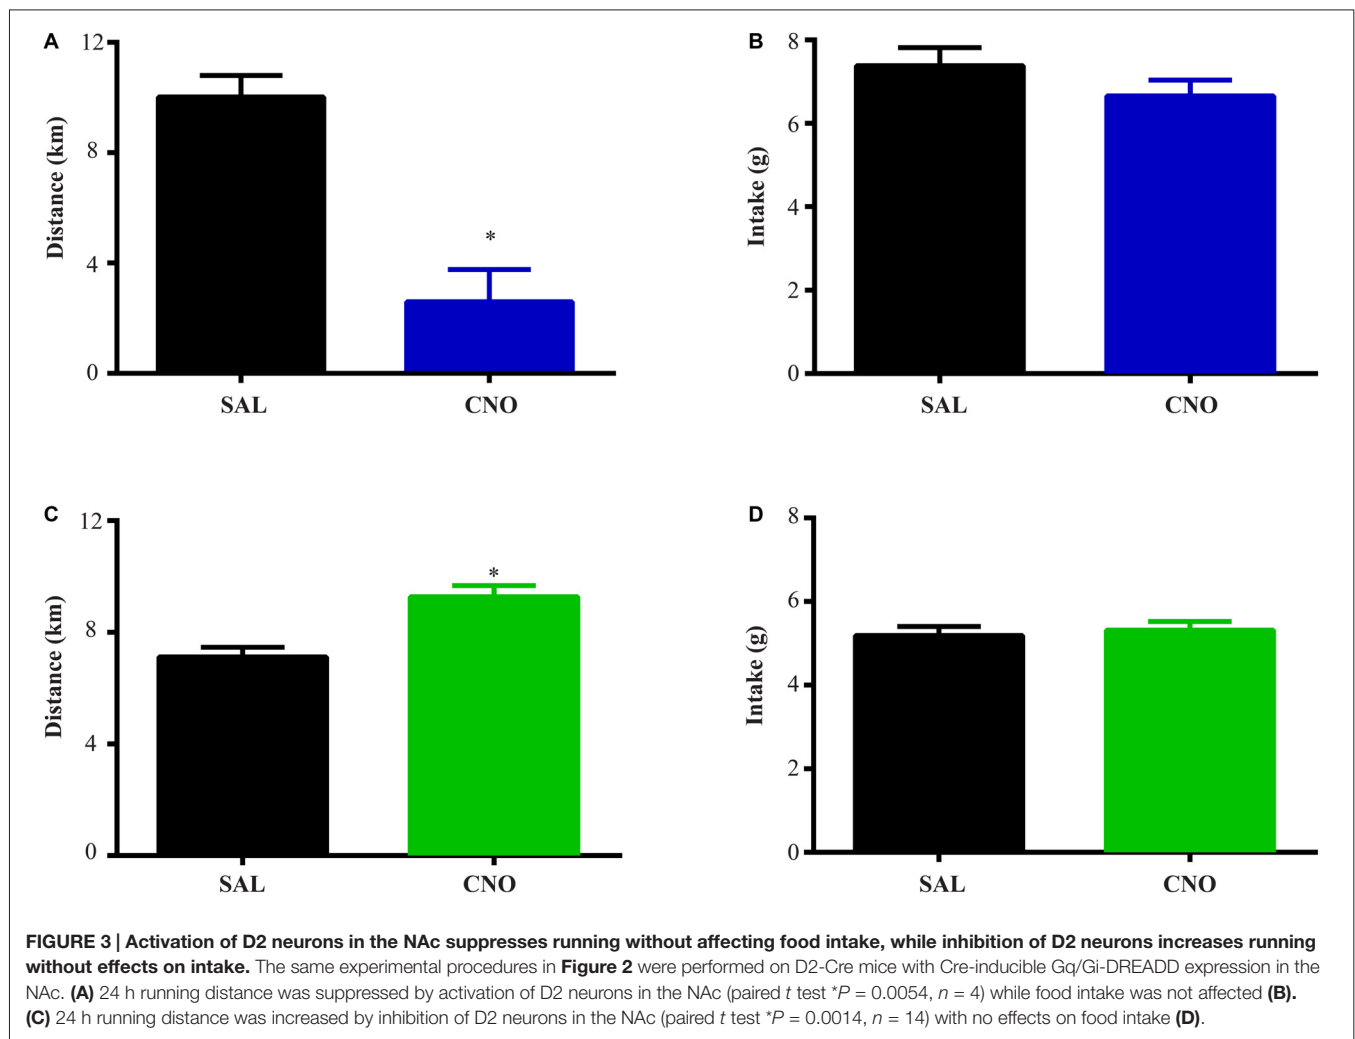 A
12
8
4
0
Distance (km)
*
SAL
CNO
B
8
6
4
2
0
Intake (g)
SAL
CNO
C
12
8
4
0
Distance (km)
*
SAL
CNO
D
8
6
4
2
0
Intake (g)
SAL
CNO
FIGURE 3 | Activation of D2 neurons in the NAc suppresses running without affecting food intake, while inhibition of D2 neurons increases running
without effects on intake. The same experimental procedures in Figure 2 were performed on D2-Cre mice with Cre-inducible Gq/Gi-DREADD expression in the
NAc. (A) 24 h running distance was suppressed by activation of D2 neurons in the NAc (paired t test *P = 0.0054, n = 4) while food intake was not affected (B).
(C) 24 h running distance was increased by inhibition of D2 neurons in the NAc (paired t test *P = 0.0014, n = 14) with no effects on food intake (D).